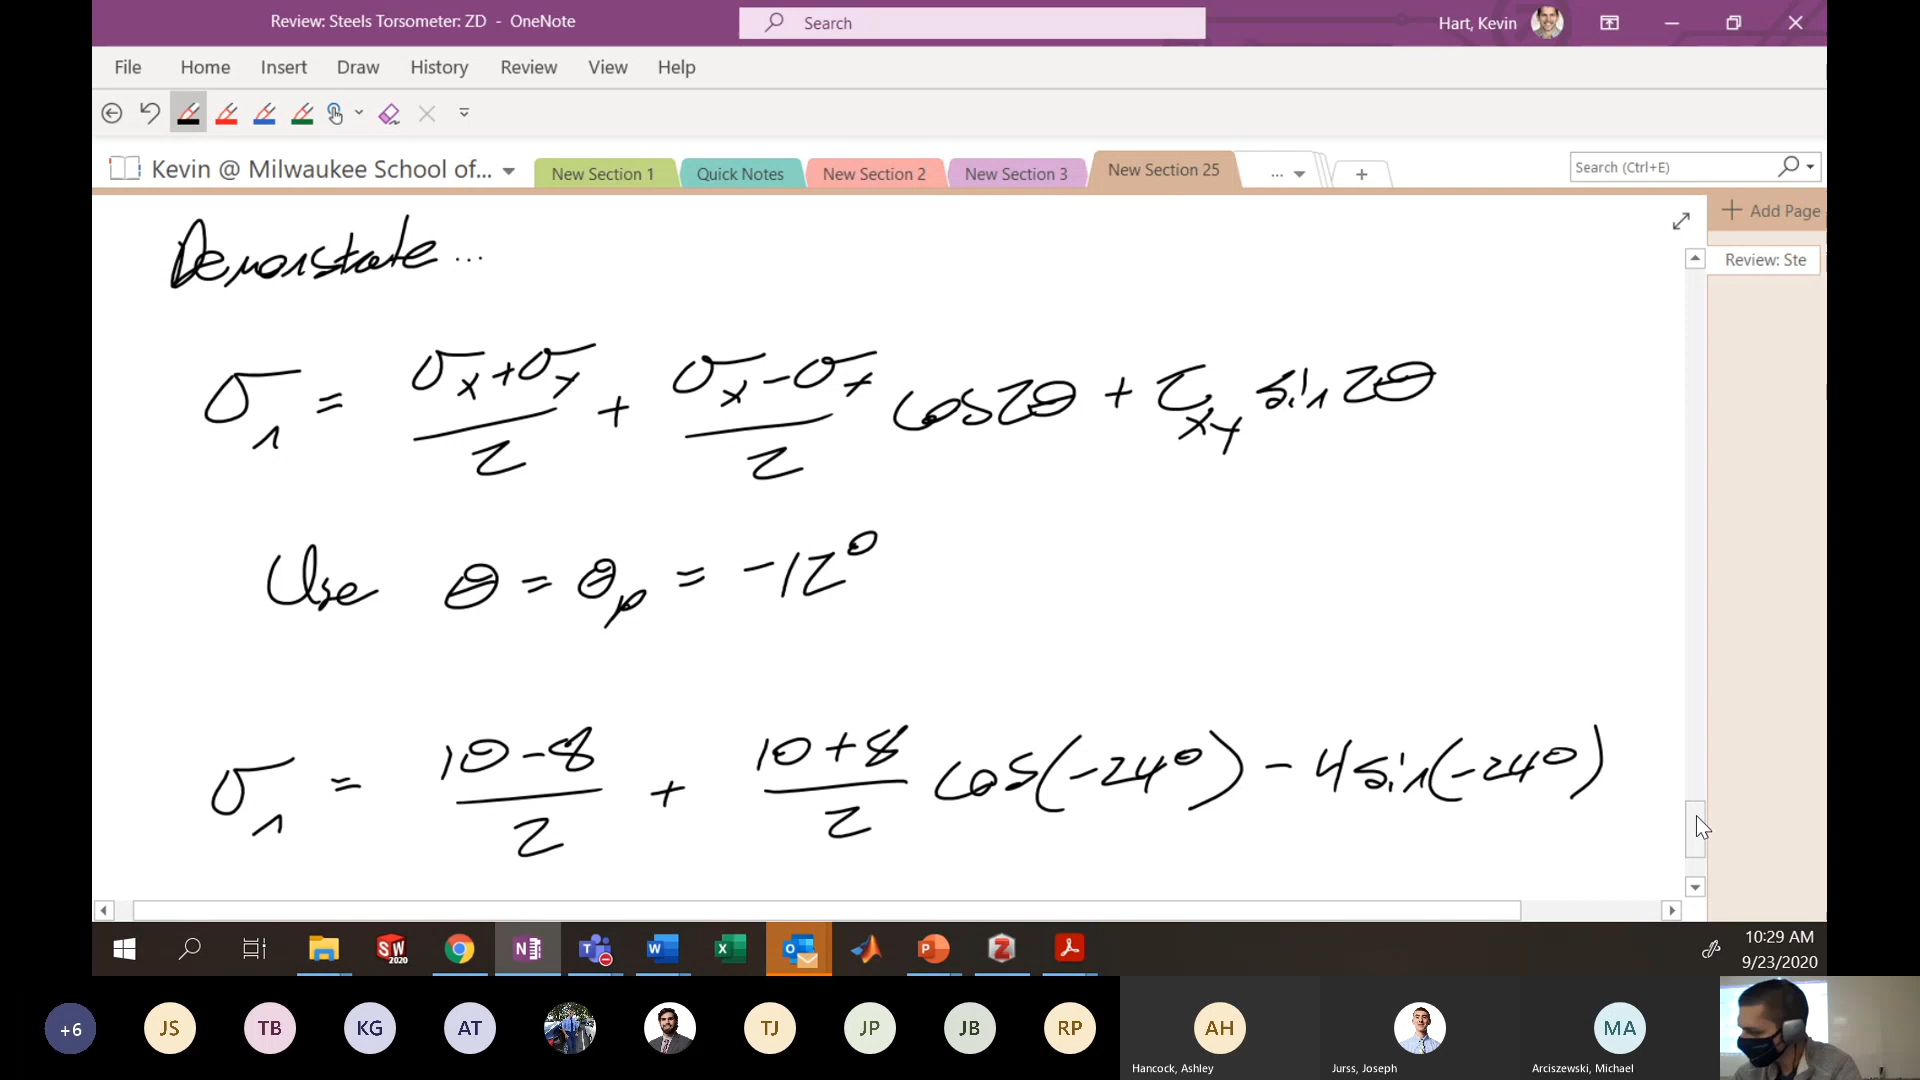 Review: Steels Torsometer: ZD - OneNote
Search
Hart, Kevin
File Home Insert Draw History Review View Help
Kevin @ Milwaukee School of...
New Section 1 Quick Notes New Section 2 New Section 3 New Section 25 ... +
Search (Ctrl+E)
+ Add Page
Review: Ste
Demonstrate ...
σ₁ = (σx+σy)/2 + (σx-σy)/2 cos2θ + τxy sin2θ
Use θ = θp = -12°
σ₁ = (10-8)/2 + (10+8)/2 cos(-24°) - 4sin(-24°)
SW 2020
N
W
X
O
P
Z
10:29 AM
9/23/2020
+6 JS TB KG AT TJ JP JB RP AH MA
Hancock, Ashley Jurss, Joseph Arciszewski, Michael